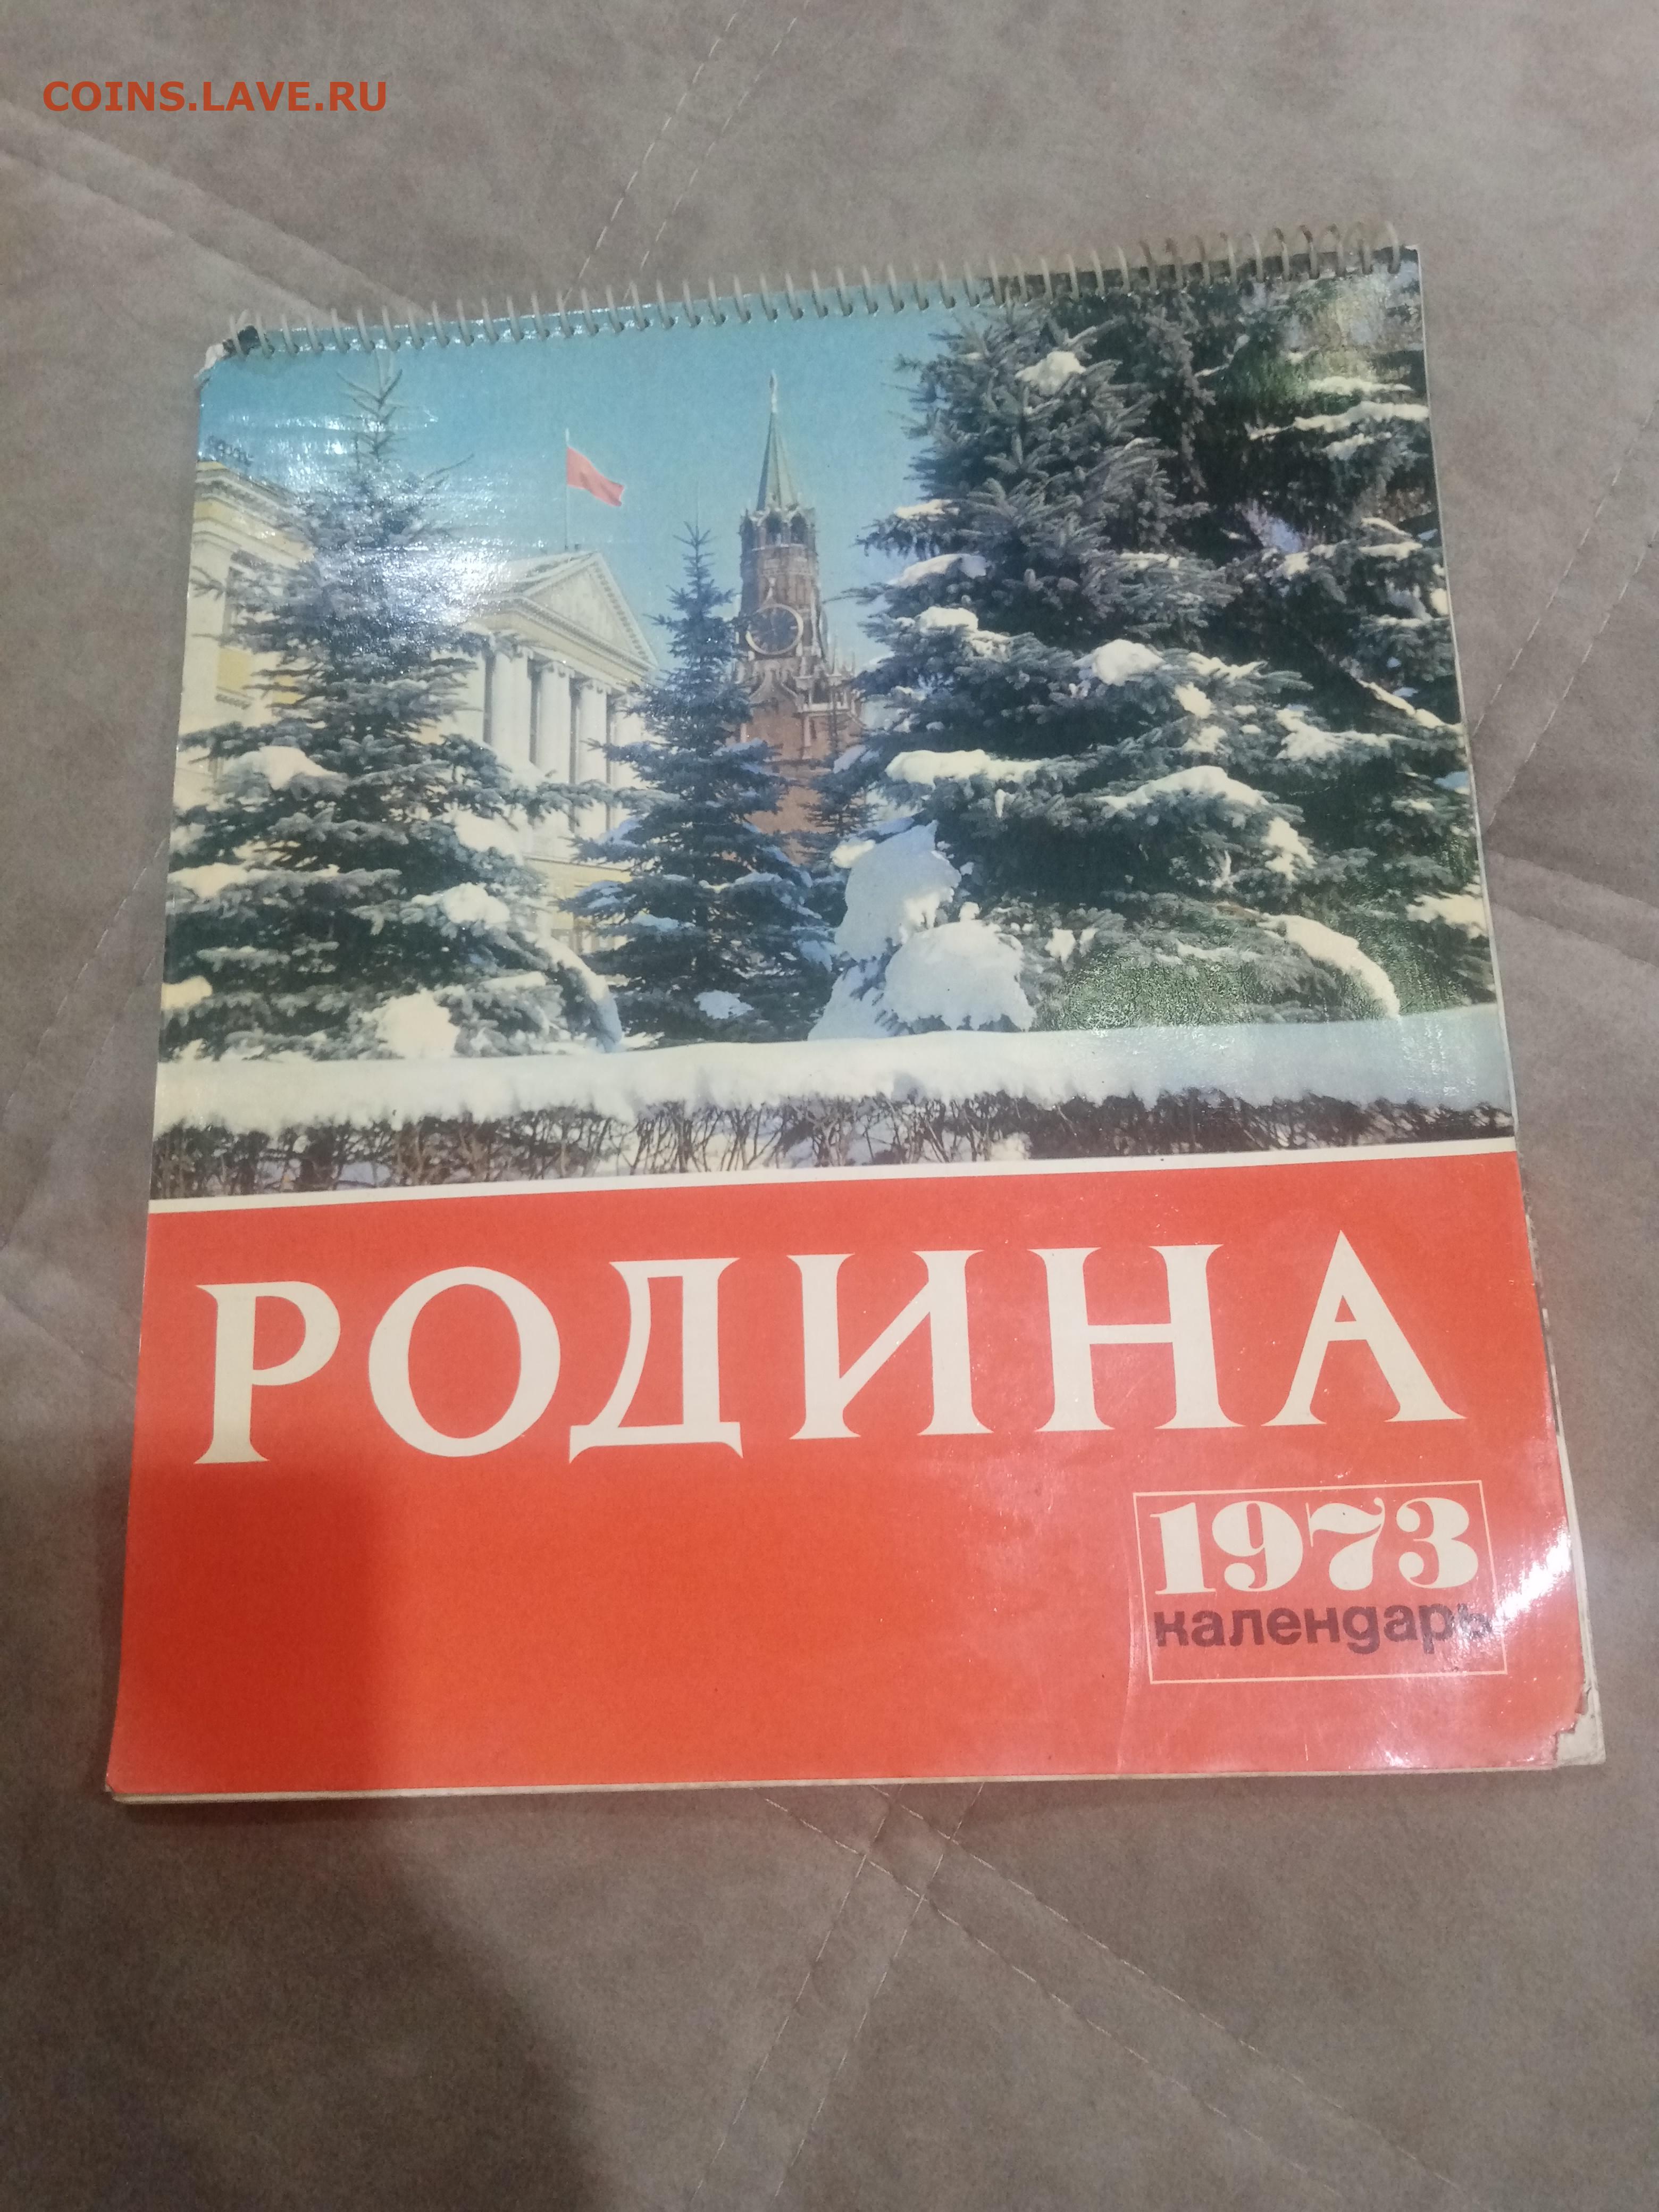 COINS.LAVE.RU
РОДИНА
1973
календарь